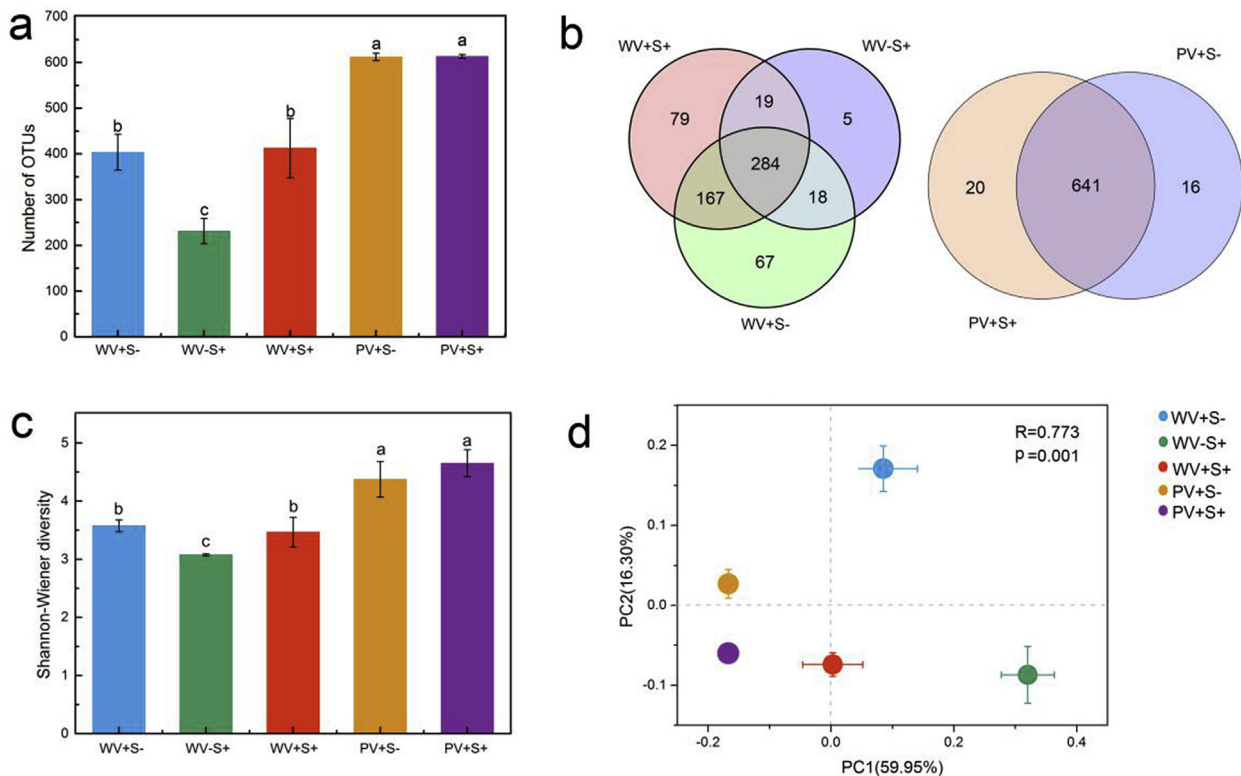 a
700
600
500
400
300
200
100
0
Number of OTUs
b
c
b
a
a
WV+S-
WV-S+
WV+S+
PV+S-
PV+S+
b
WV+S+
WV-S+
79
19
5
284
167
18
67
WV+S-
PV+S-
20
641
16
PV+S+
c
5
4
3
2
1
0
Shannon-Wiener diversity
b
c
b
a
a
WV+S-
WV-S+
WV+S+
PV+S-
PV+S+
d
R=0.773
p=0.001
0.2
0.1
0.0
-0.1
PC2(16.30%)
-0.2
0.0
0.2
0.4
PC1(59.95%)
WV+S-
WV-S+
WV+S+
PV+S-
PV+S+